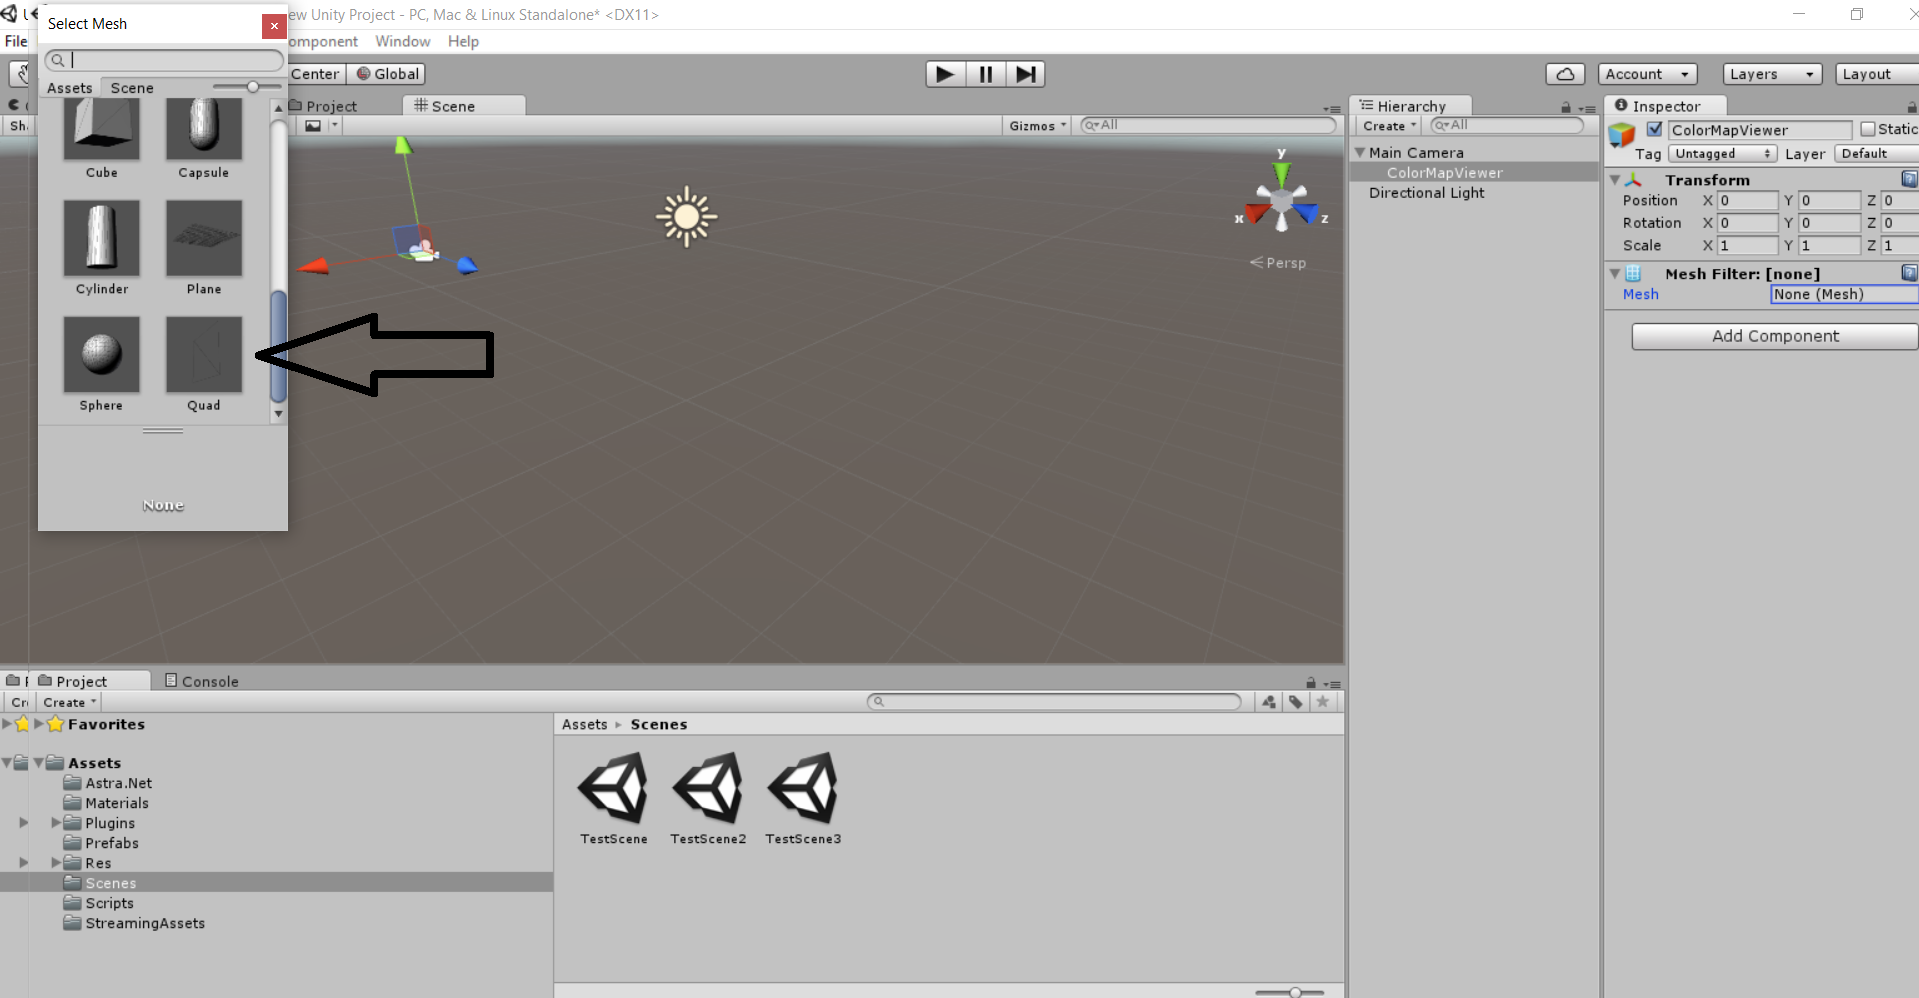 Select Mesh
ew Unity Project - PC, Mac & Linux Standalone* <DX11>
File
omponent Window Help
Center Global
Account Layers Layout
Assets Scene
Project Scene
Hierarchy
Inspector
Sh
Gizmos All
Create All
ColorMapViewer Static
Tag Untagged Layer Default
Main Camera
ColorMapViewer
Directional Light
Cube Capsule
Cylinder Plane
Sphere Quad
None
y
x z
Persp
Transform
Position X 0 Y 0 Z 0
Rotation X 0 Y 0 Z 0
Scale X 1 Y 1 Z 1
Mesh Filter: [none]
Mesh None (Mesh)
Add Component
Project Console
Cr Create
Favorites
Assets
Astra.Net
Materials
Plugins
Prefabs
Res
Scenes
Scripts
StreamingAssets
Assets Scenes
TestScene TestScene2 TestScene3